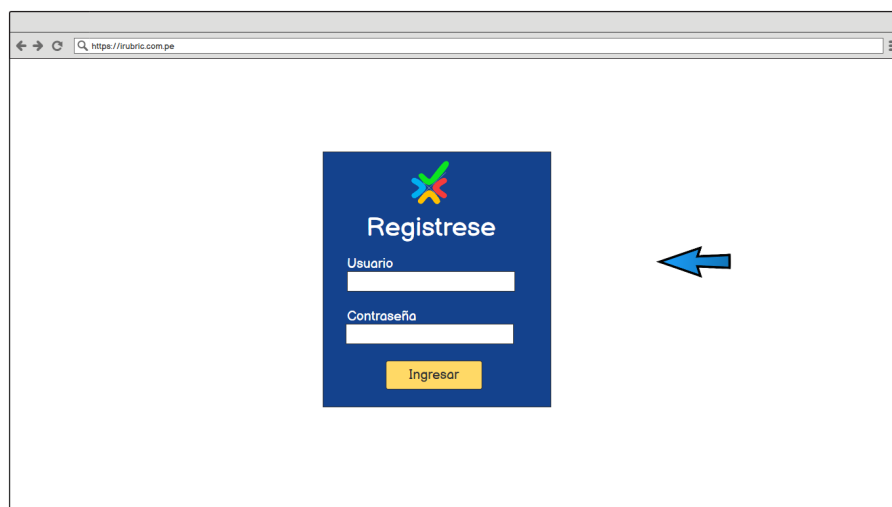 https://irubric.com.pe
Registrese
Usuario
Contraseña
Ingresar